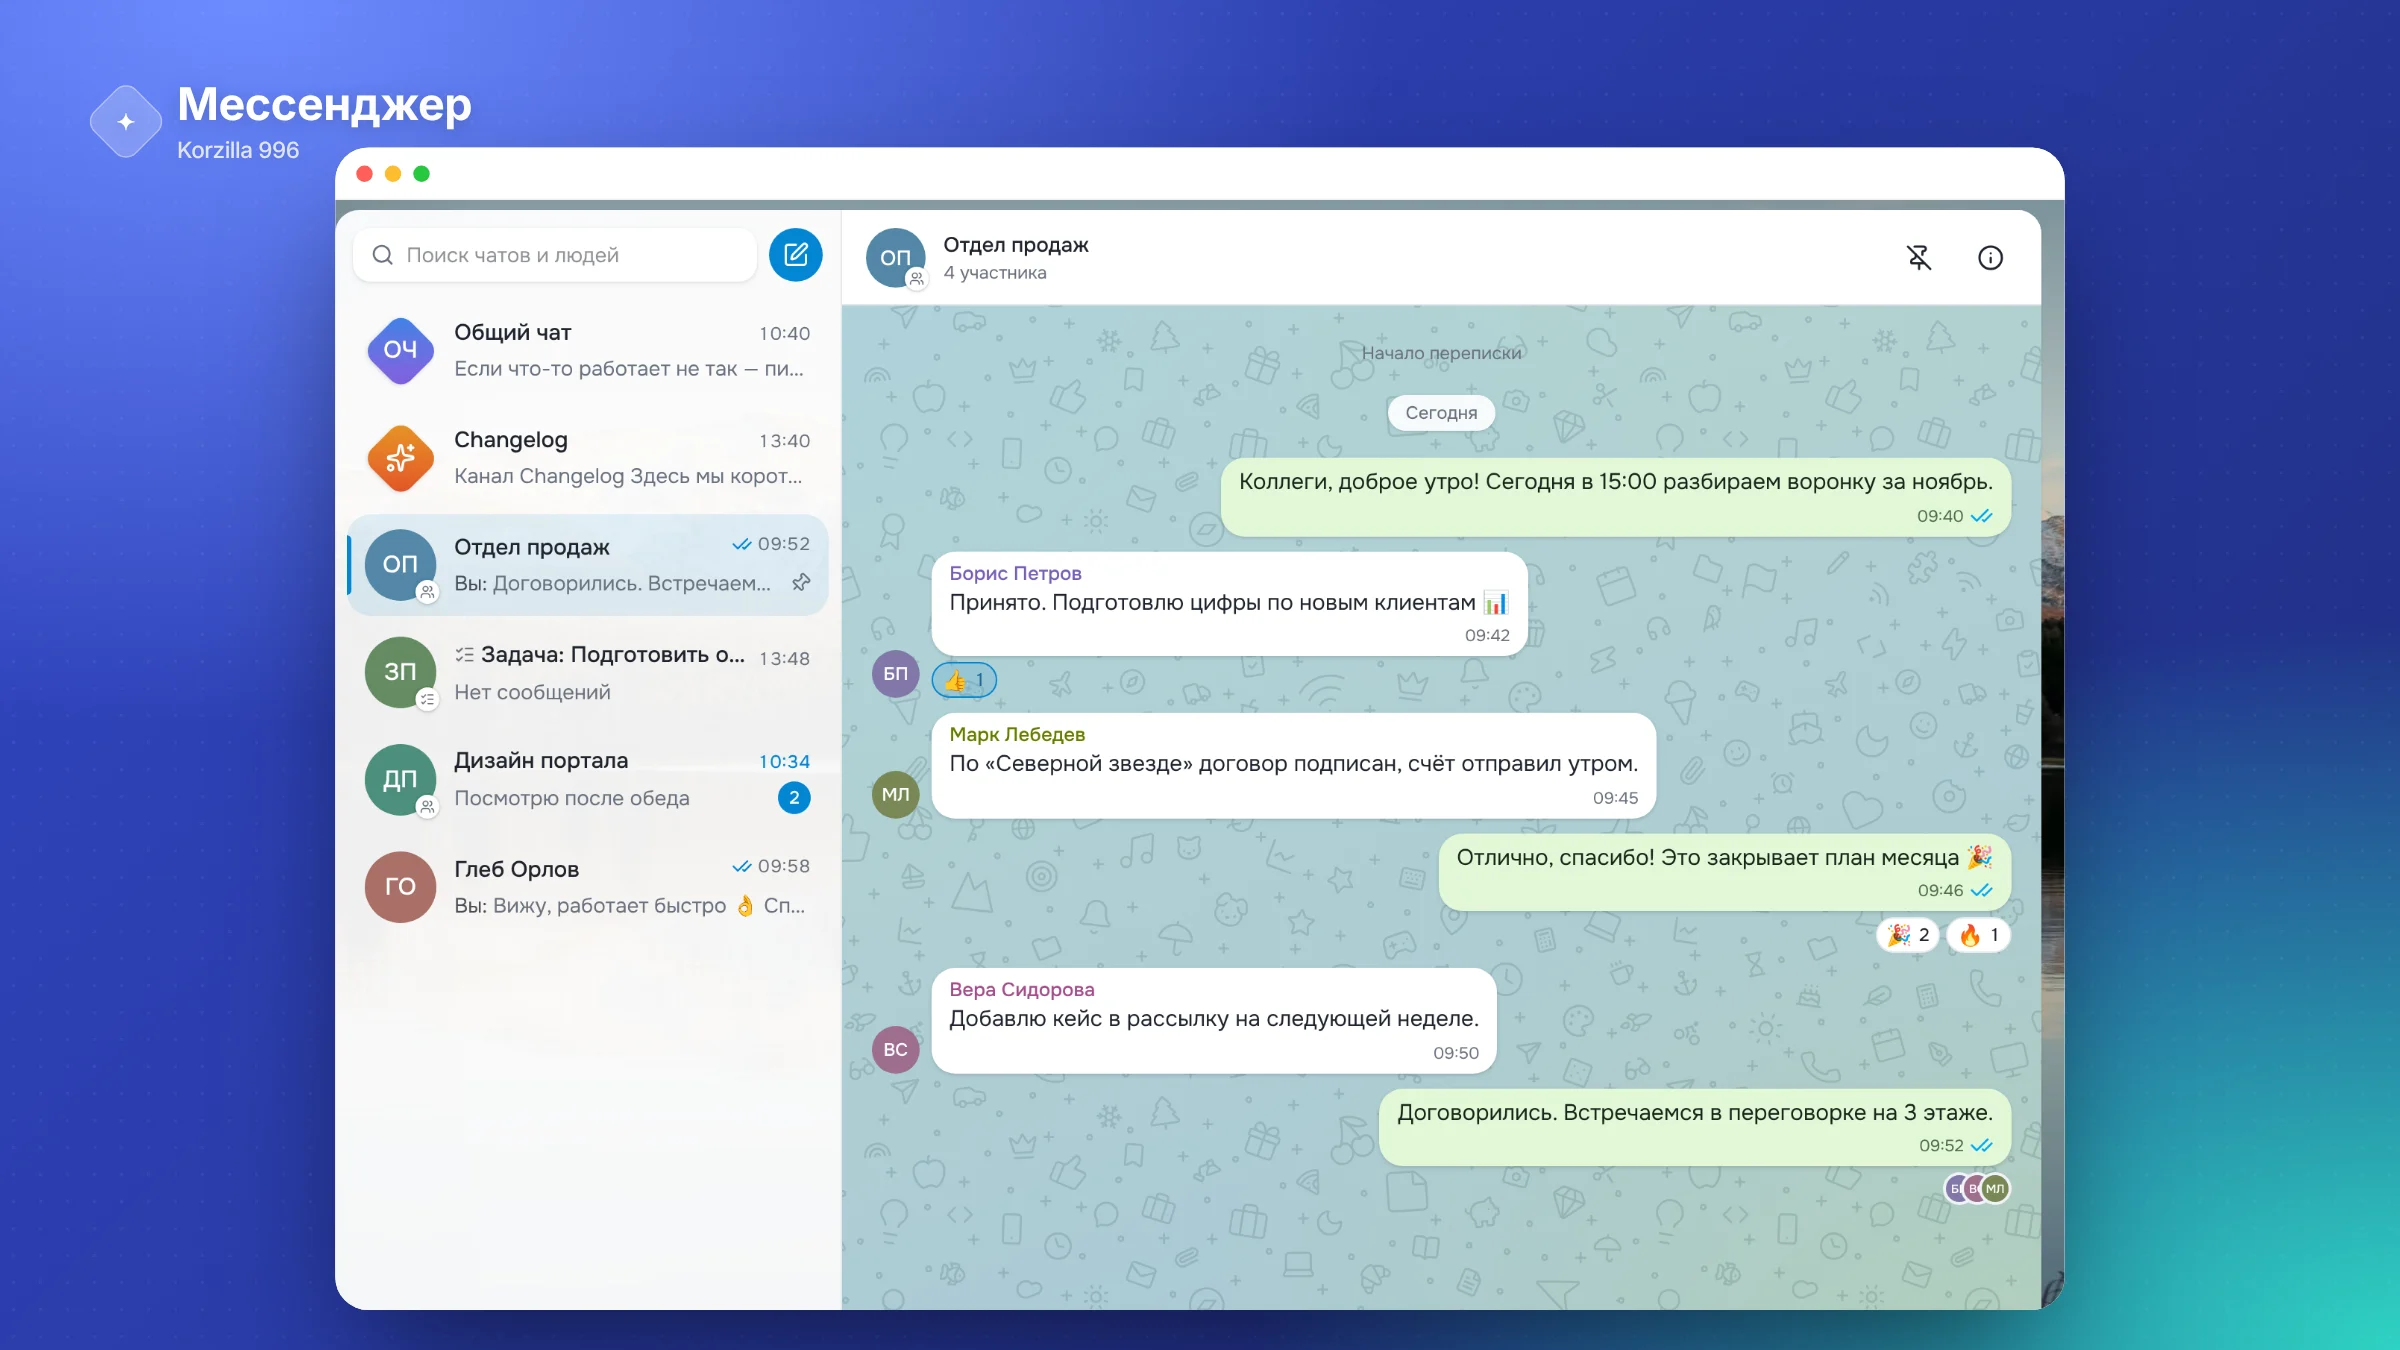 Мессенджер
Korzilla 996
Поиск чатов и людей
ОЧ
Общий чат
10:40
Если что-то работает не так — пи...
Changelog
13:40
Канал Changelog Здесь мы корот...
ОП
Отдел продаж
09:52
Вы: Договорились. Встречаем...
ЗП
Задача: Подготовить о...
13:48
Нет сообщений
ДП
Дизайн портала
10:34
Посмотрю после обеда
2
ГО
Глеб Орлов
09:58
Вы: Вижу, работает быстро 👌 Сп...
ОП
Отдел продаж
4 участника
Начало переписки
Сегодня
Коллеги, доброе утро! Сегодня в 15:00 разбираем воронку за ноябрь.
09:40
Борис Петров
Принято. Подготовлю цифры по новым клиентам 📊
09:42
БП
👍 1
Марк Лебедев
По «Северной звезде» договор подписан, счёт отправил утром.
09:45
МЛ
Отлично, спасибо! Это закрывает план месяца 🎉
09:46
🎉 2 🔥 1
Вера Сидорова
Добавлю кейс в рассылку на следующей неделе.
09:50
ВС
Договорились. Встречаемся в переговорке на 3 этаже.
09:52
МЛ